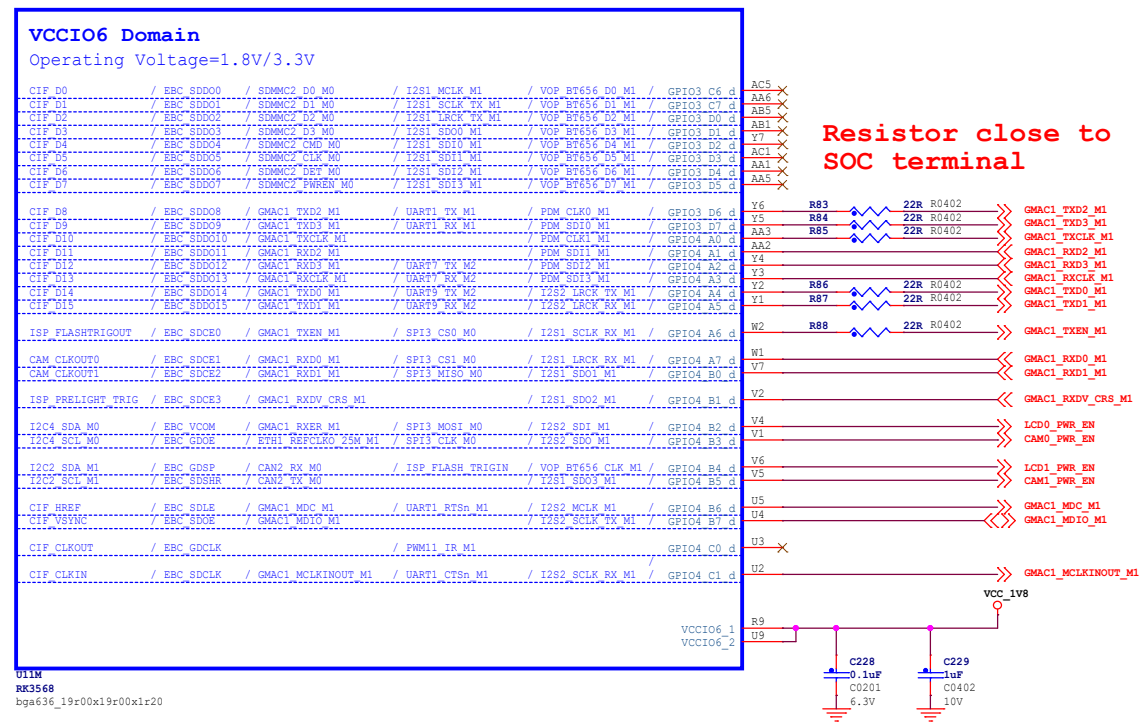 VCCIO6 Domain
Operating Voltage=1.8V/3.3V
CIF_D0 / EBC_SDDO0 / SDMMC2_D0_M0 / I2S1_MCLK_M1 / VOP_BT656_D0_M1 / GPIO3_C6_d AC5
CIF_D1 / EBC_SDDO1 / SDMMC2_D1_M0 / I2S1_SCLK_TX_M1 / VOP_BT656_D1_M1 / GPIO3_C7_d AA6
CIF_D2 / EBC_SDDO2 / SDMMC2_D2_M0 / I2S1_LRCK_TX_M1 / VOP_BT656_D2_M1 / GPIO3_D0_d AB5
CIF_D3 / EBC_SDDO3 / SDMMC2_D3_M0 / I2S1_SDO0_M1 / VOP_BT656_D3_M1 / GPIO3_D1_d AB1
CIF_D4 / EBC_SDDO4 / SDMMC2_CMD_M0 / I2S1_SDI0_M1 / VOP_BT656_D4_M1 / GPIO3_D2_d Y7
CIF_D5 / EBC_SDDO5 / SDMMC2_CLK_M0 / I2S1_SDI1_M1 / VOP_BT656_D5_M1 / GPIO3_D3_d AC1
CIF_D6 / EBC_SDDO6 / SDMMC2_DET_M0 / I2S1_SDI2_M1 / VOP_BT656_D6_M1 / GPIO3_D4_d AA1
CIF_D7 / EBC_SDDO7 / SDMMC2_PWREN_M0 / I2S1_SDI3_M1 / VOP_BT656_D7_M1 / GPIO3_D5_d AA5
Resistor close to
SOC terminal
CIF_D8 / EBC_SDDO8 / GMAC1_TXD2_M1 / UART1_TX_M1 / PDM_CLK0_M1 / GPIO3_D6_d Y6 R83 22R R0402 GMAC1_TXD2_M1
CIF_D9 / EBC_SDDO9 / GMAC1_TXD3_M1 / UART1_RX_M1 / PDM_SDI0_M1 / GPIO3_D7_d Y5 R84 22R R0402 GMAC1_TXD3_M1
CIF_D10 / EBC_SDDO10 / GMAC1_TXCLK_M1 / PDM_CLK1_M1 / GPIO4_A0_d AA3 R85 22R R0402 GMAC1_TXCLK_M1
CIF_D11 / EBC_SDDO11 / GMAC1_RXD2_M1 / PDM_SDI1_M1 / GPIO4_A1_d AA2 GMAC1_RXD2_M1
CIF_D12 / EBC_SDDO12 / GMAC1_RXD3_M1 / UART7_TX_M2 / PDM_SDI2_M1 / GPIO4_A2_d Y4 GMAC1_RXD3_M1
CIF_D13 / EBC_SDDO13 / GMAC1_RXCLK_M1 / UART7_RX_M2 / PDM_SDI3_M1 / GPIO4_A3_d Y3 GMAC1_RXCLK_M1
CIF_D14 / EBC_SDDO14 / GMAC1_TXD0_M1 / UART9_TX_M2 / I2S2_LRCK_TX_M1 / GPIO4_A4_d Y2 R86 22R R0402 GMAC1_TXD0_M1
CIF_D15 / EBC_SDDO15 / GMAC1_TXD1_M1 / UART9_RX_M2 / I2S2_LRCK_RX_M1 / GPIO4_A5_d Y1 R87 22R R0402 GMAC1_TXD1_M1
ISP_FLASHTRIGOUT / EBC_SDCE0 / GMAC1_TXEN_M1 / SPI3_CS0_M0 / I2S1_SCLK_RX_M1 / GPIO4_A6_d W2 R88 22R R0402 GMAC1_TXEN_M1
CAM_CLKOUT0 / EBC_SDCE1 / GMAC1_RXD0_M1 / SPI3_CS1_M0 / I2S1_LRCK_RX_M1 / GPIO4_A7_d W1 GMAC1_RXD0_M1
CAM_CLKOUT1 / EBC_SDCE2 / GMAC1_RXD1_M1 / SPI3_MISO_M0 / I2S1_SDO1_M1 / GPIO4_B0_d V7 GMAC1_RXD1_M1
ISP_PRELIGHT_TRIG / EBC_SDCE3 / GMAC1_RXDV_CRS_M1 / I2S1_SDO2_M1 / GPIO4_B1_d V2 GMAC1_RXDV_CRS_M1
I2C4_SDA_M0 / EBC_VCOM / GMAC1_RXER_M1 / SPI3_MOSI_M0 / I2S2_SDI_M1 / GPIO4_B2_d V4 LCD0_PWR_EN
I2C4_SCL_M0 / EBC_GDOE / ETH1_REFCLKO_25M_M1 / SPI3_CLK_M0 / I2S2_SDO_M1 / GPIO4_B3_d V1 CAM0_PWR_EN
I2C2_SDA_M1 / EBC_GDSP / CAN2_RX_M0 / ISP_FLASH_TRIGIN / VOP_BT656_CLK_M1 / GPIO4_B4_d V6 LCD1_PWR_EN
I2C2_SCL_M1 / EBC_SDSHR / CAN2_TX_M0 / I2S1_SDO3_M1 / GPIO4_B5_d V5 CAM1_PWR_EN
CIF_HREF / EBC_SDLE / GMAC1_MDC_M1 / UART1_RTSn_M1 / I2S2_MCLK_M1 / GPIO4_B6_d U5 GMAC1_MDC_M1
CIF_VSYNC / EBC_SDOE / GMAC1_MDIO_M1 / I2S2_SCLK_TX_M1 / GPIO4_B7_d U4 GMAC1_MDIO_M1
CIF_CLKOUT / EBC_GDCLK / PWM11_IR_M1 / GPIO4_C0_d U3
CIF_CLKIN / EBC_SDCLK / GMAC1_MCLKINOUT_M1 / UART1_CTSn_M1 / I2S2_SCLK_RX_M1 / GPIO4_C1_d U2 GMAC1_MCLKINOUT_M1
VCC_1V8
VCCIO6_1 R9
VCCIO6_2 U9
C228 C229
0.1uF 1uF
C0201 C0402
6.3V 10V
U11M
RK3568
bga636_19r00x19r00x1r20